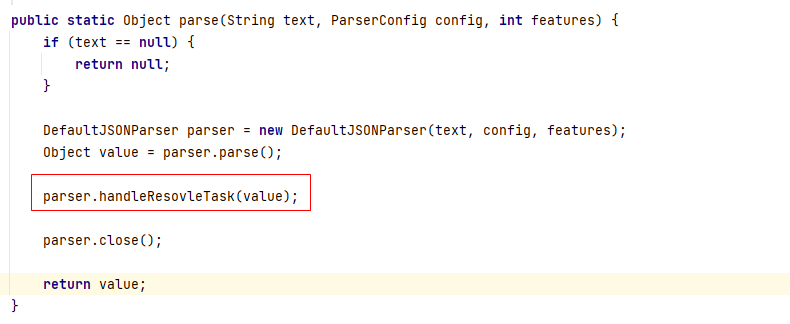 public static Object parse(String text, ParserConfig config, int features) {
if (text == null) {
return null;
}
DefaultJSONParser parser = new DefaultJSONParser(text, config, features);
Object value = parser.parse();
parser.handleResovleTask(value);
parser.close();
return value;
}